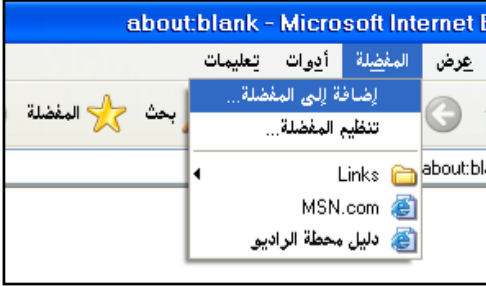 about:blank - Microsoft Internet E
عرض المفضلة أدوات تعليمات
إضافة إلى المفضلة...
تنظيم المفضلة...
Links
MSN.com
دليل محطة الراديو
بحث المفضلة
about:bla